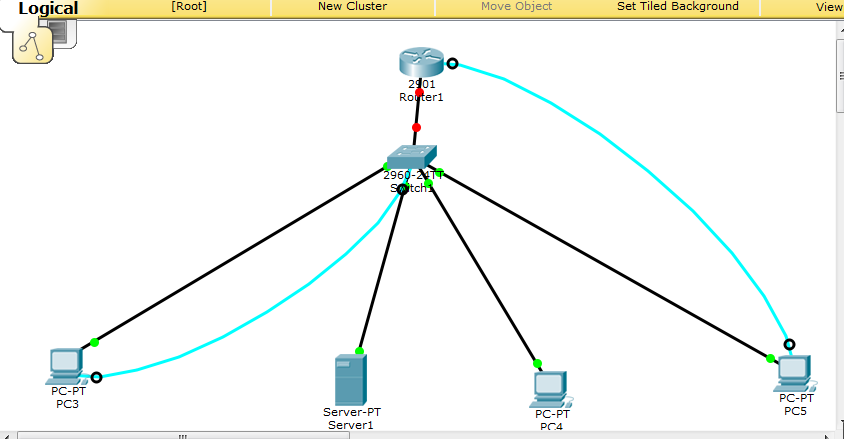 Logical
[Root]
New Cluster
Move Object
Set Tiled Background
View
2901
Router1
2960-24TT
Switch1
PC-PT
PC3
Server-PT
Server1
PC-PT
PC4
PC-PT
PC5